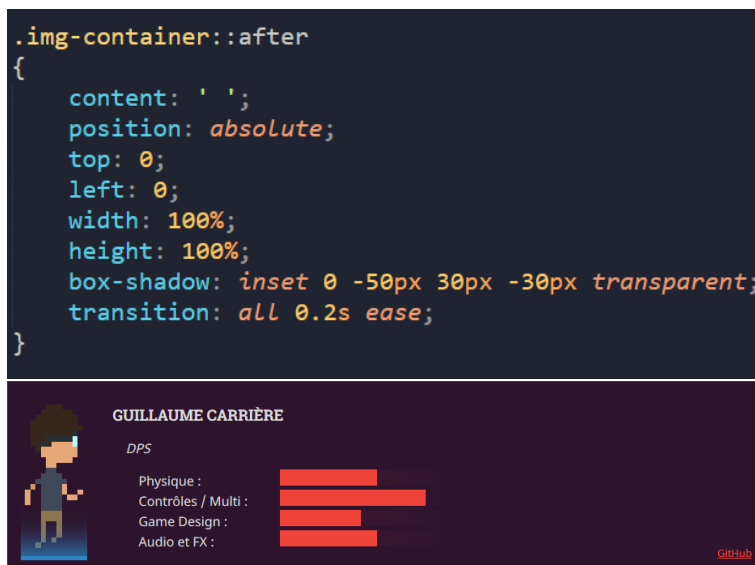 .img-container::after
{
content: ' ';
position: absolute;
top: 0;
left: 0;
width: 100%;
height: 100%;
box-shadow: inset 0 -50px 30px -30px transparent;
transition: all 0.2s ease;
}
GUILLAUME CARRIÈRE
DPS
Physique :
Contrôles / Multi :
Game Design :
Audio et FX :
GitHub